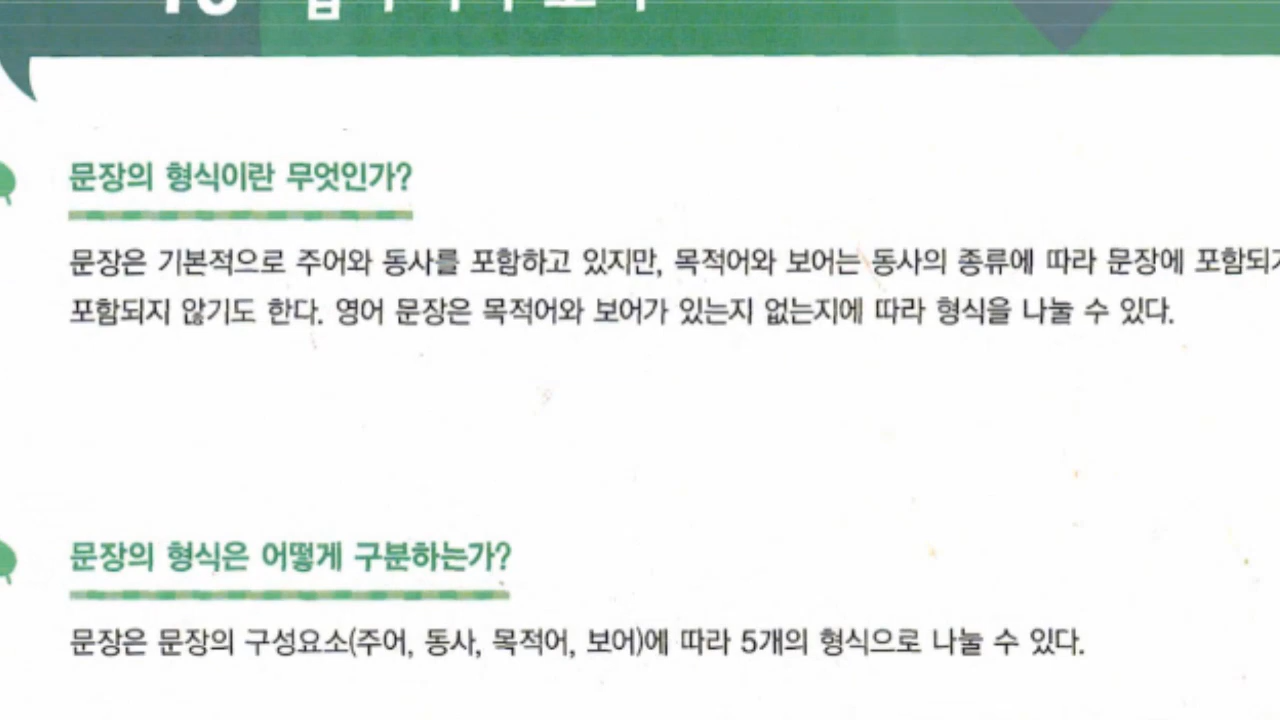 문장의 형식이란 무엇인가?
문장은 기본적으로 주어와 동사를 포함하고 있지만, 목적어와 보어는 동사의 종류에 따라 문장에
포함되지 않기도 한다. 영어 문장은 목적어와 보어가 있는지 없는지에 따라 형식을 나눌 수 있다.
문장의 형식은 어떻게 구분하는가?
문장은 문장의 구성요소(주어, 동사, 목적어, 보어)에 따라 5개의 형식으로 나눌 수 있다.